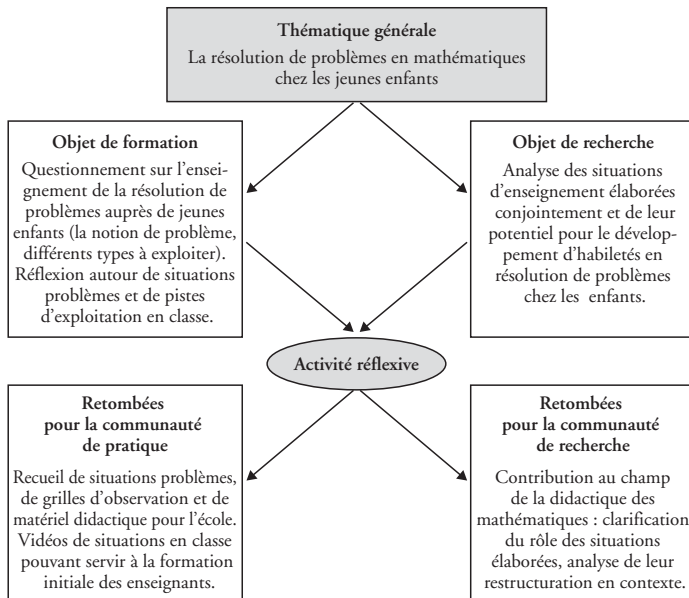 Thématique générale
La résolution de problèmes en mathématiques
chez les jeunes enfants
Objet de formation
Questionnement sur l'ensei-
gnement de la résolution de
problèmes auprès de jeunes
enfants (la notion de problème,
différents types à exploiter).
Réflexion autour de situations
problèmes et de pistes
d'exploitation en classe.
Objet de recherche
Analyse des situations
d'enseignement élaborées
conjointement et de leur
potentiel pour le dévelop-
pement d'habiletés en
résolution de problèmes
chez les enfants.
Activité réflexive
Retombées
pour la communauté
de pratique
Recueil de situations problèmes,
de grilles d'observation et de
matériel didactique pour l'école.
Vidéos de situations en classe
pouvant servir à la formation
initiale des enseignants.
Retombées
pour la communauté
de recherche
Contribution au champ
de la didactique des
mathématiques : clarification
du rôle des situations
élaborées, analyse de leur
restructuration en contexte.